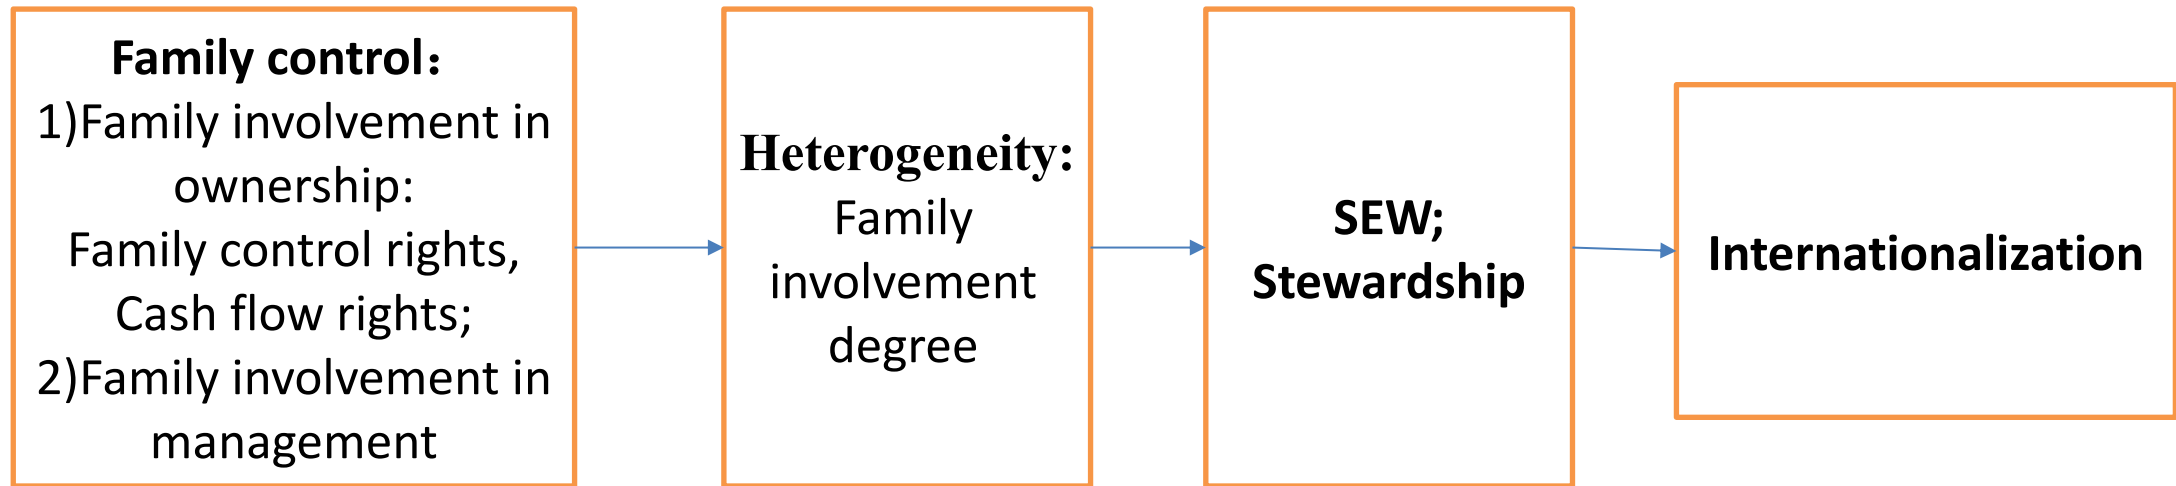 Family control：
1)Family involvement in
ownership:
Family control rights,
Cash flow rights;
2)Family involvement in
management
Heterogeneity:
Family
involvement
degree
SEW;
Stewardship
Internationalization